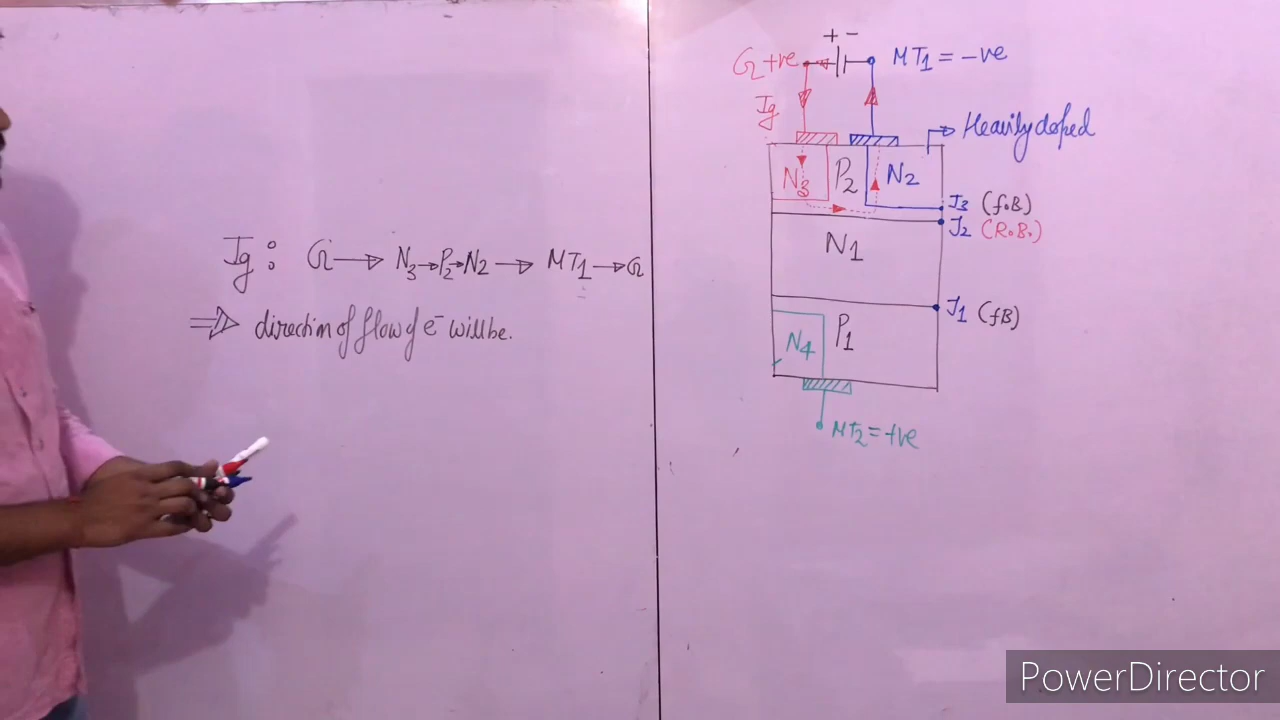 Ig : G → N3→P2→N2 → MT1→G
⇒ direction of flow of e⁻ will be.
+ −
G +ve
MT1 = -ve
Ig
Heavily doped
N3 P2 N2
J3 (f.B)
J2 (R.B.)
N1
J1 (fB)
N4 P1
MT2 = +ve
PowerDirector